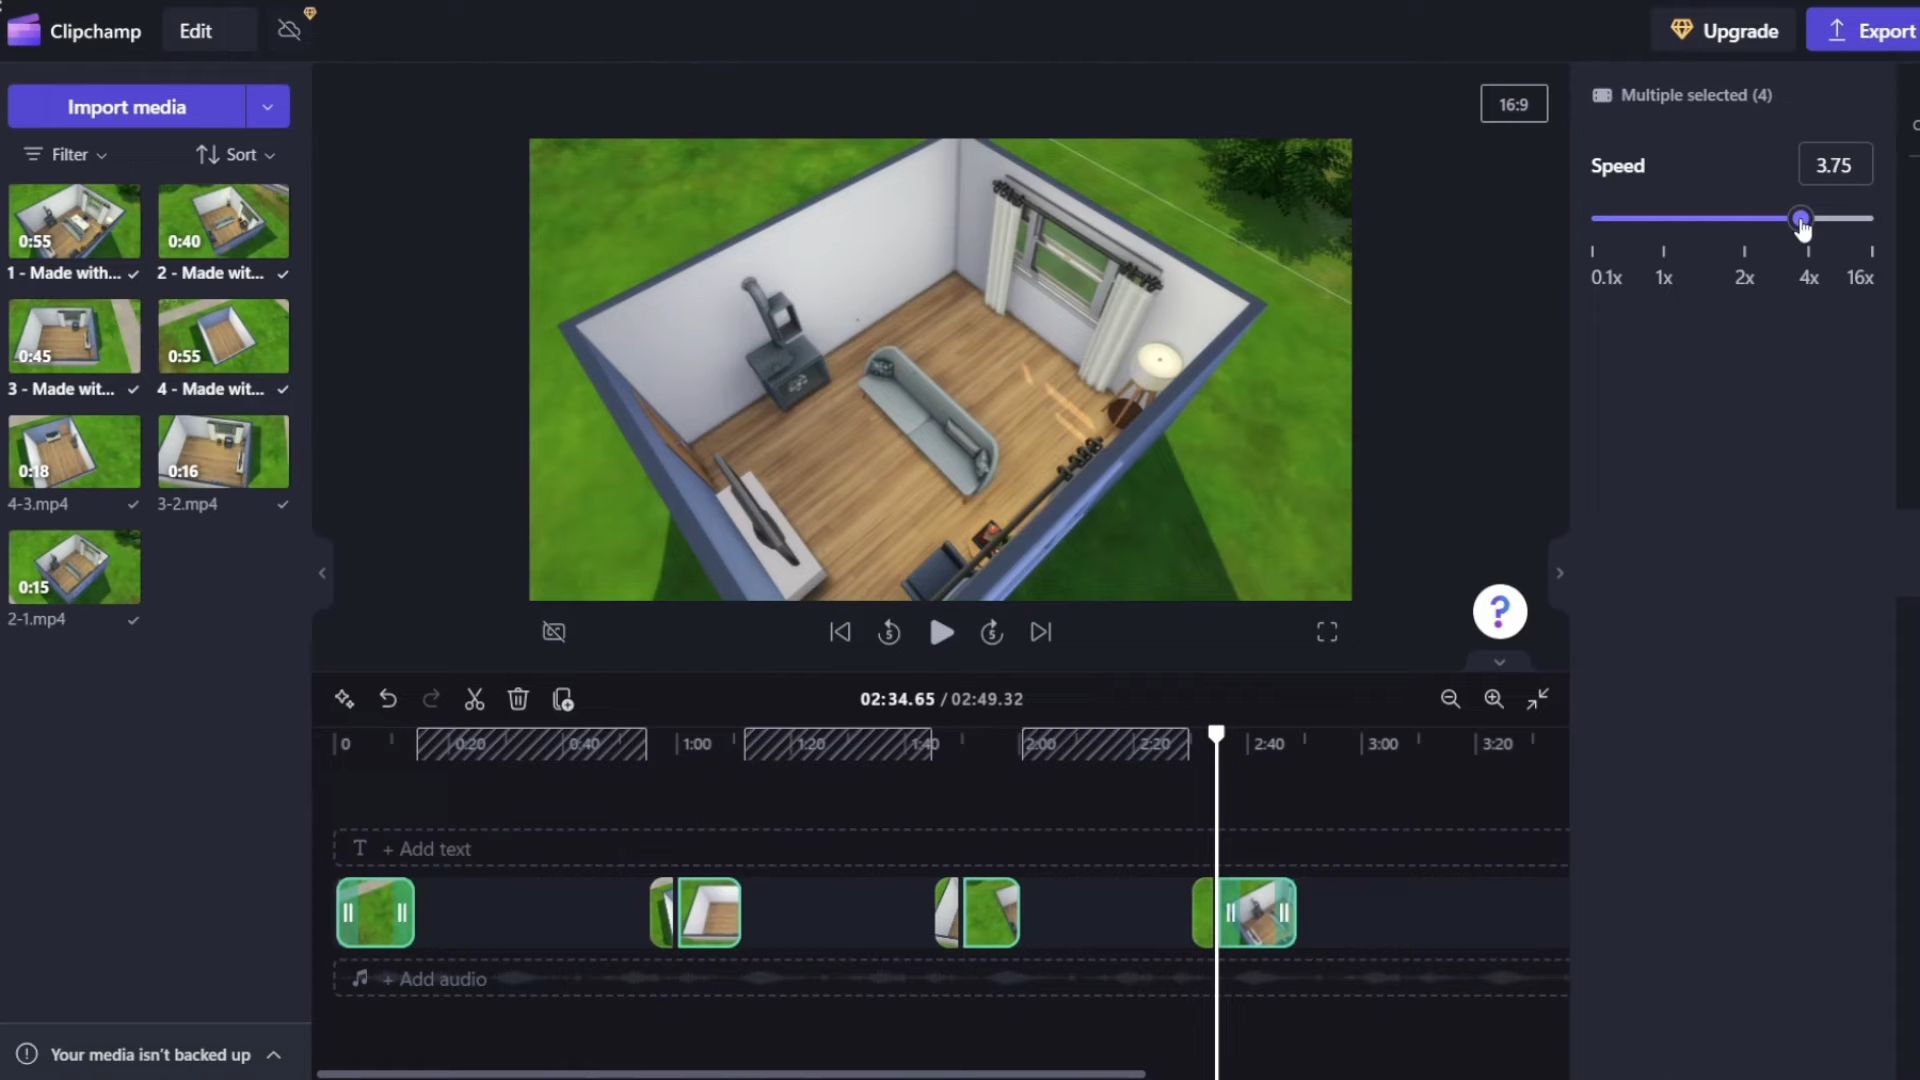 Clipchamp
Edit
Upgrade
Export
Import media
Filter
Sort
0:55
0:40
1 - Made with...
2 - Made wit...
0:45
0:55
3 - Made wit...
4 - Made wit...
0:18
0:16
4-3.mp4
3-2.mp4
0:15
2-1.mp4
16:9
Multiple selected (4)
Speed
3.75
0.1x 1x 2x 4x 16x
5
5
?
02:34.65 / 02:49.32
0 0:20 0:40 1:00 1:20 1:40 2:00 2:20 2:40 3:00 3:20
T + Add text
+ Add audio
Your media isn't backed up